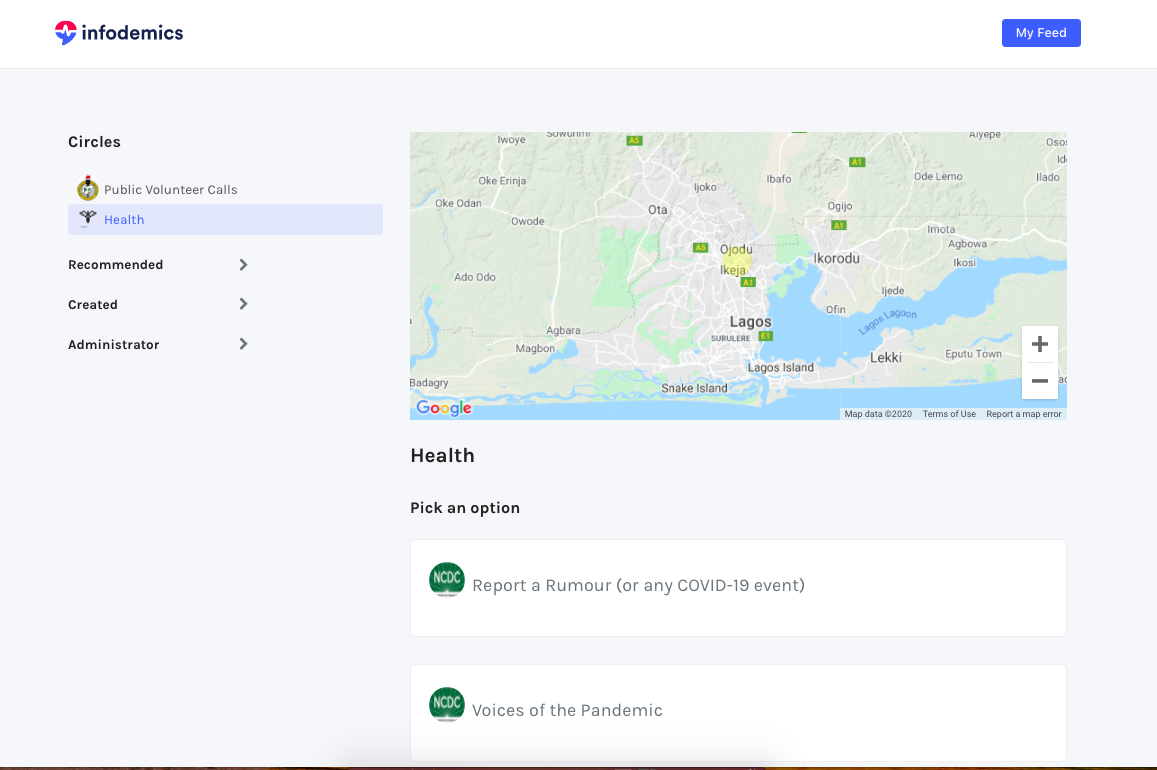 infodemics
My Feed
Circles
Public Volunteer Calls
Health
Recommended
Created
Administrator
Iwoye
Sowunmi
A5
A1
Aiyepe
Oke Erinja
Ijoko
Ibafo
Ode Lemo
Ilado
Oke Odan
Ota
Ogijo
Owode
A1
Imota
Agbowa
A5
Ojodu
Ikorodu
Ikosi
Ado Odo
Ikeja
A1
Ijede
Ofin
Lagos Lagoon
Agbara
Lagos
SURULERE
E1
Magbon
Lekki
Eputu Town
Lagos Island
Badagry
Snake Island
Google
Map data ©2020
Terms of Use
Report a map error
Health
Pick an option
NCDC
Report a Rumour (or any COVID-19 event)
NCDC
Voices of the Pandemic